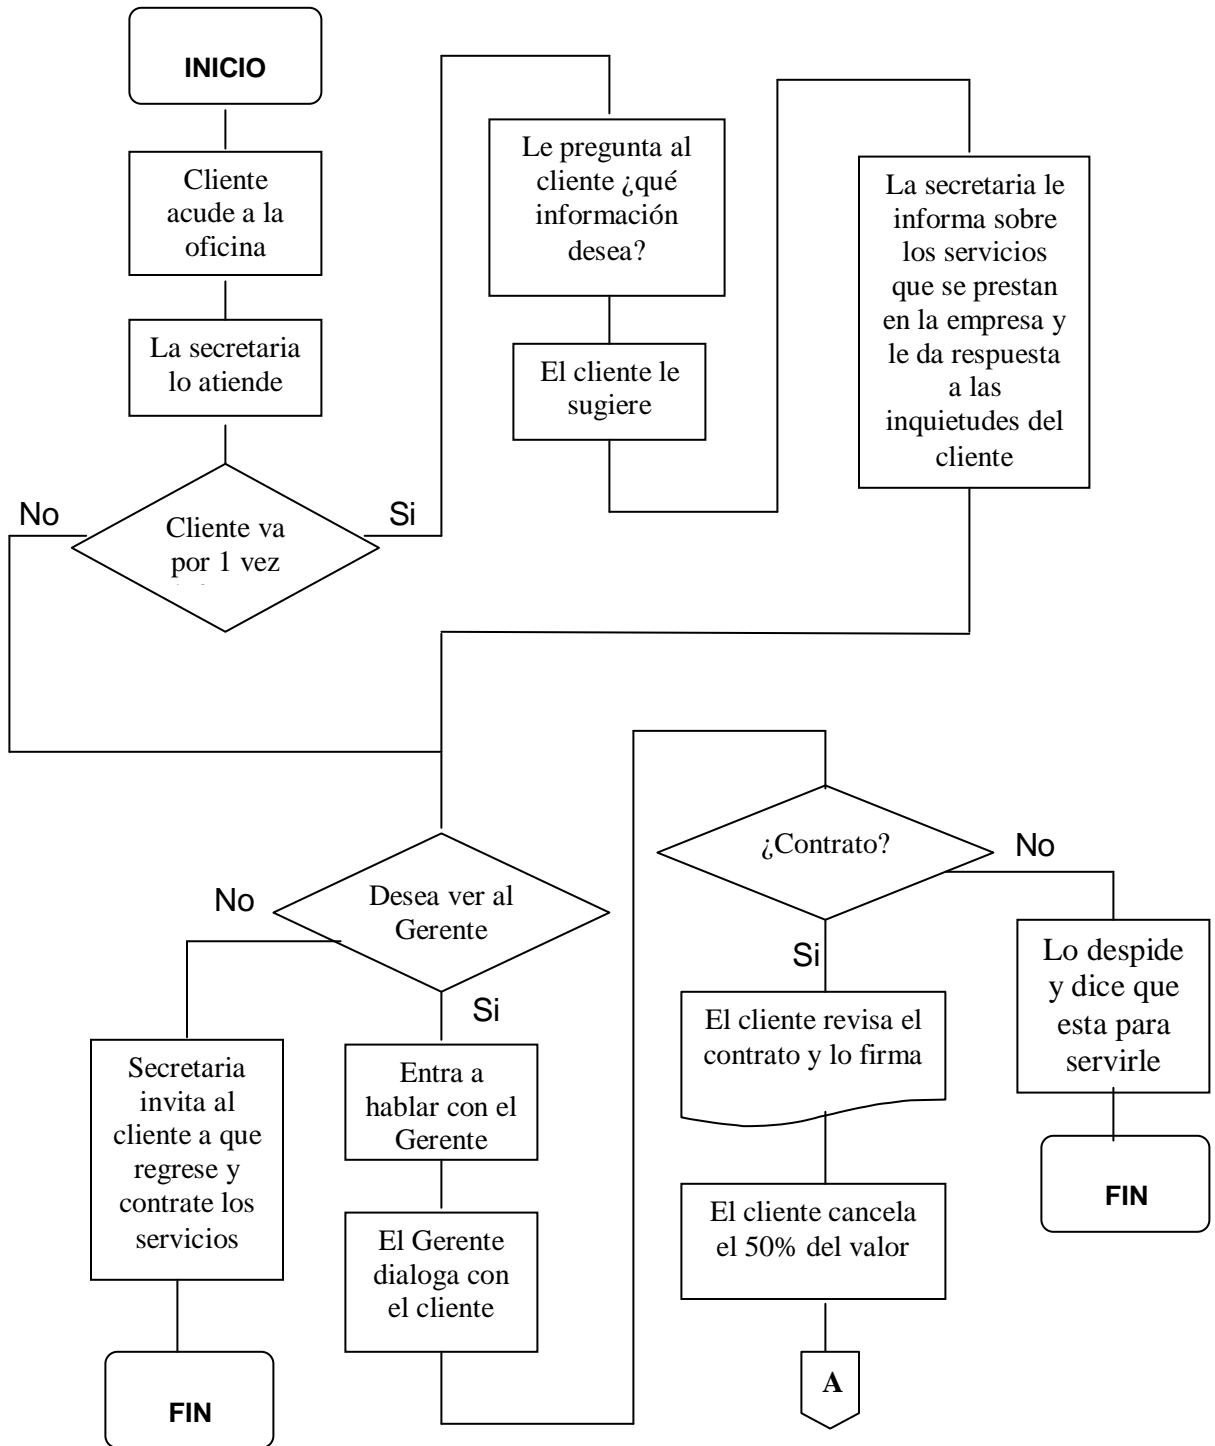 INICIO
Cliente
acude a la
oficina
La secretaria
lo atiende
Cliente va
por 1 vez
No
Si
Le pregunta al
cliente ¿qué
información
desea?
El cliente le
sugiere
La secretaria le
informa sobre
los servicios
que se prestan
en la empresa y
le da respuesta
a las
inquietudes del
cliente
Desea ver al
Gerente
No
Si
Secretaria
invita al
cliente a que
regrese y
contrate los
servicios
FIN
Entra a
hablar con el
Gerente
El Gerente
dialoga con
el cliente
¿Contrato?
No
Si
El cliente revisa el
contrato y lo firma
El cliente cancela
el 50% del valor
A
Lo despide
y dice que
esta para
servirle
FIN